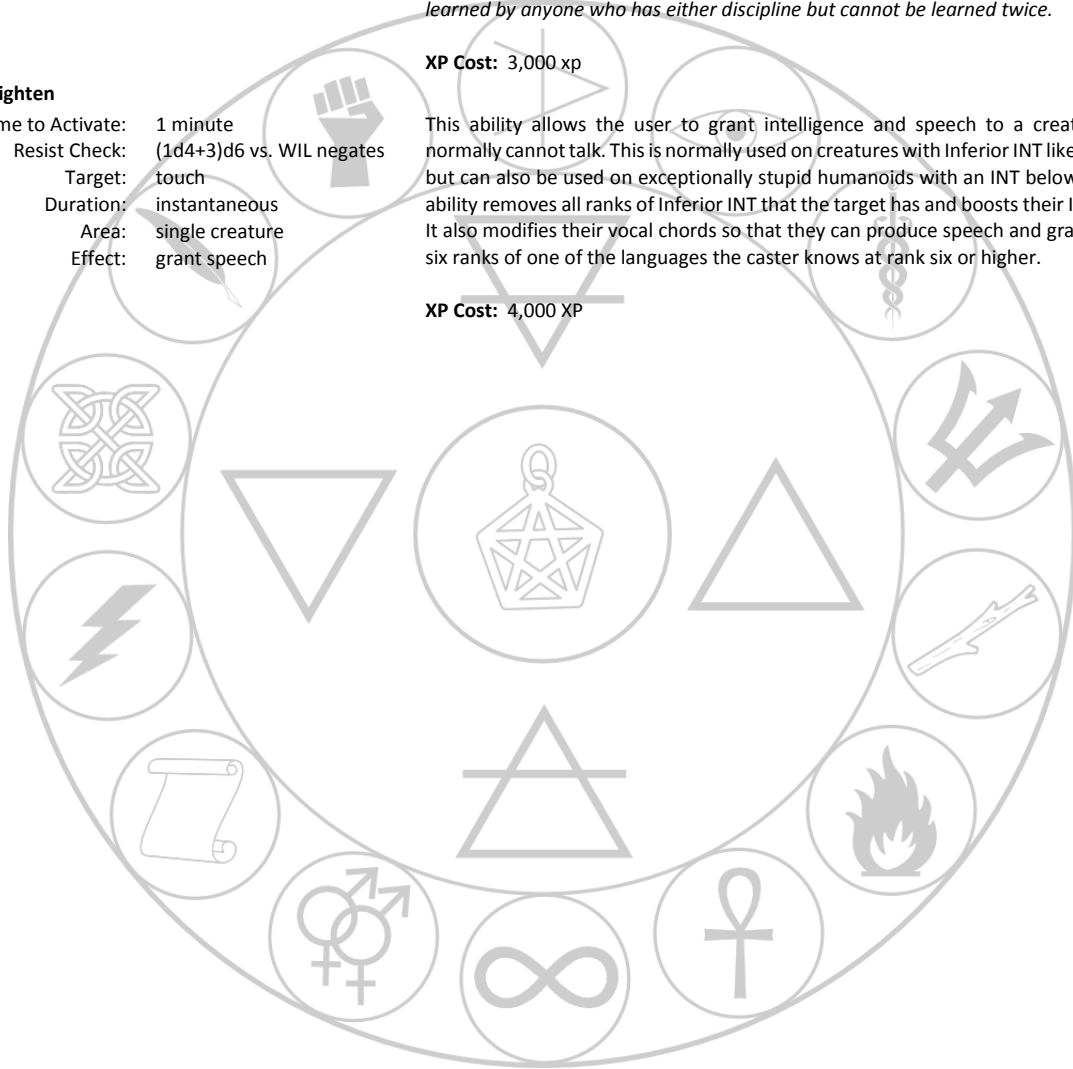 learned by anyone who has either discipline but cannot be learned twice.
XP Cost: 3,000 xp
ighten
me to Activate: 1 minute
Resist Check: (1d4+3)d6 vs. WIL negates
Target: touch
Duration: instantaneous
Area: single creature
Effect: grant speech
This ability allows the user to grant intelligence and speech to a creat
normally cannot talk. This is normally used on creatures with Inferior INT like
but can also be used on exceptionally stupid humanoids with an INT below
ability removes all ranks of Inferior INT that the target has and boosts their I
It also modifies their vocal chords so that they can produce speech and gra
six ranks of one of the languages the caster knows at rank six or higher.
XP Cost: 4,000 XP